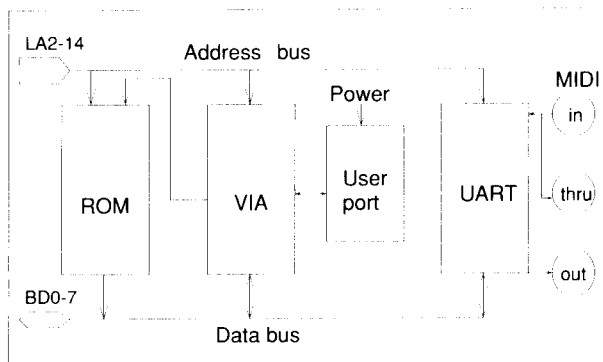 LA2-14
Address bus
MIDI
Power
in
ROM
VIA
User
port
UART
thru
BD0-7
out
Data bus